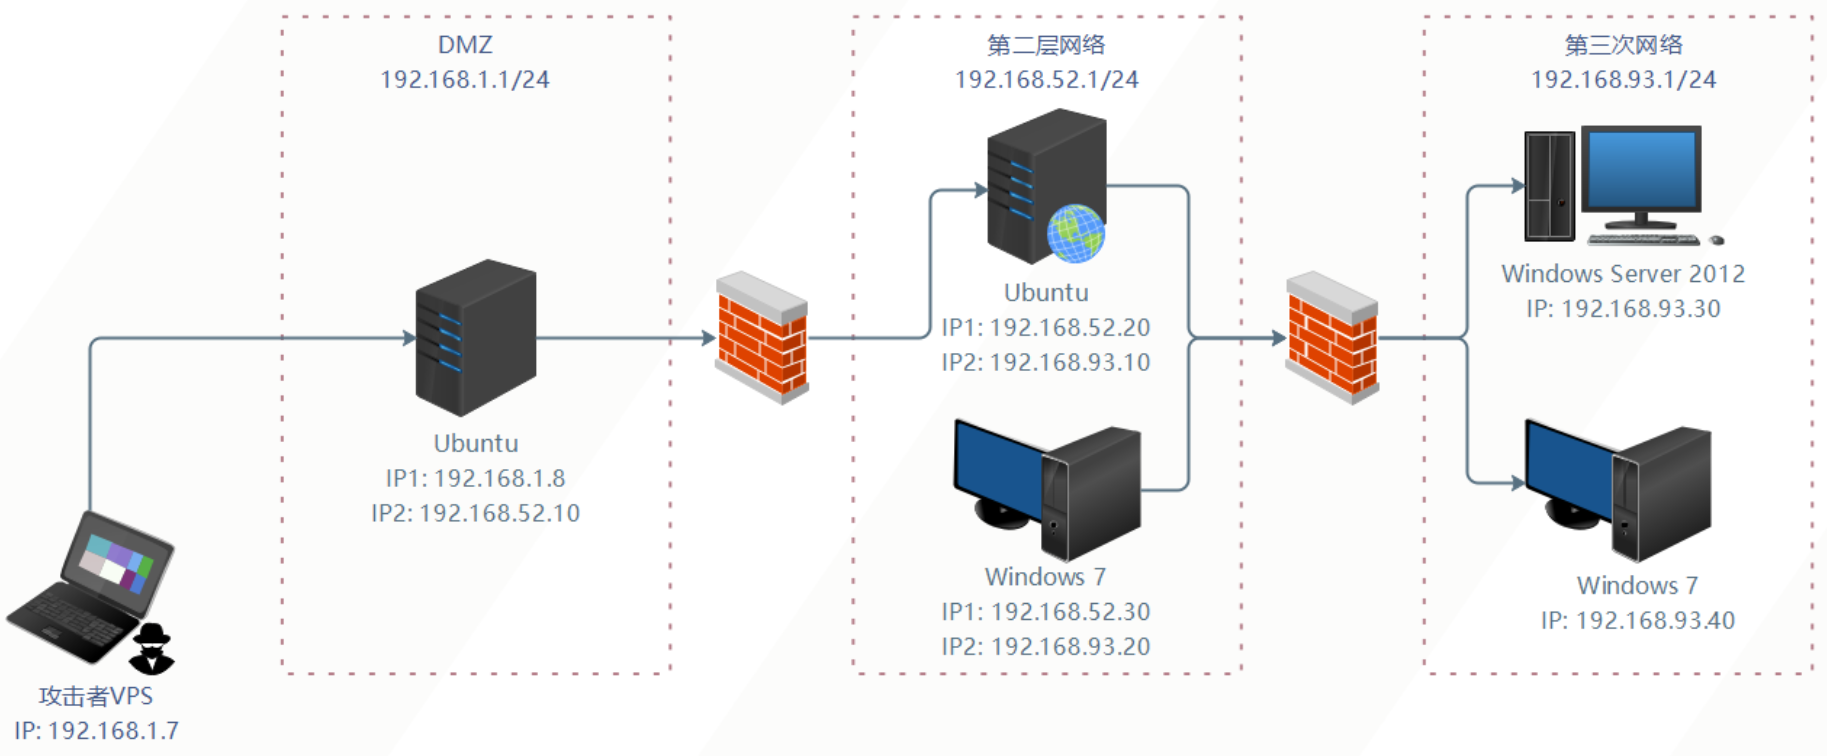 DMZ
192.168.1.1/24
Ubuntu
IP1: 192.168.1.8
IP2: 192.168.52.10
攻击者VPS
IP: 192.168.1.7
第二层网络
192.168.52.1/24
Ubuntu
IP1: 192.168.52.20
IP2: 192.168.93.10
Windows 7
IP1: 192.168.52.30
IP2: 192.168.93.20
第三次网络
192.168.93.1/24
Windows Server 2012
IP: 192.168.93.30
Windows 7
IP: 192.168.93.40